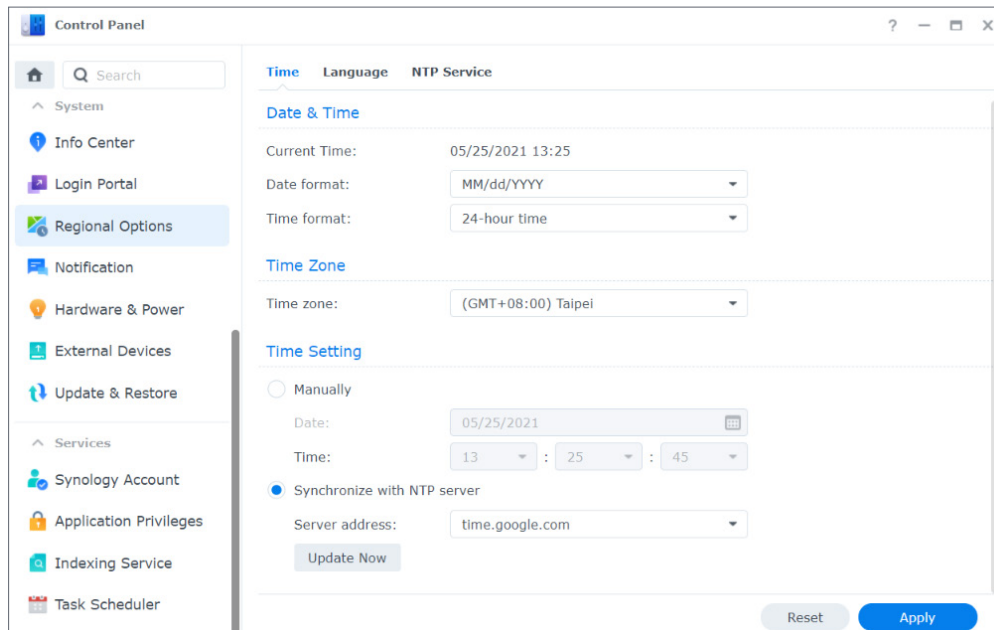 Control Panel
?
Search
System
Info Center
Login Portal
Regional Options
Notification
Hardware & Power
External Devices
Update & Restore
Services
Synology Account
Application Privileges
Indexing Service
Task Scheduler
Time Language NTP Service
Date & Time
Current Time: 05/25/2021 13:25
Date format: MM/dd/YYYY
Time format: 24-hour time
Time Zone
Time zone: (GMT+08:00) Taipei
Time Setting
Manually
Date: 05/25/2021
Time: 13 : 25 : 45
Synchronize with NTP server
Server address: time.google.com
Update Now
Reset Apply